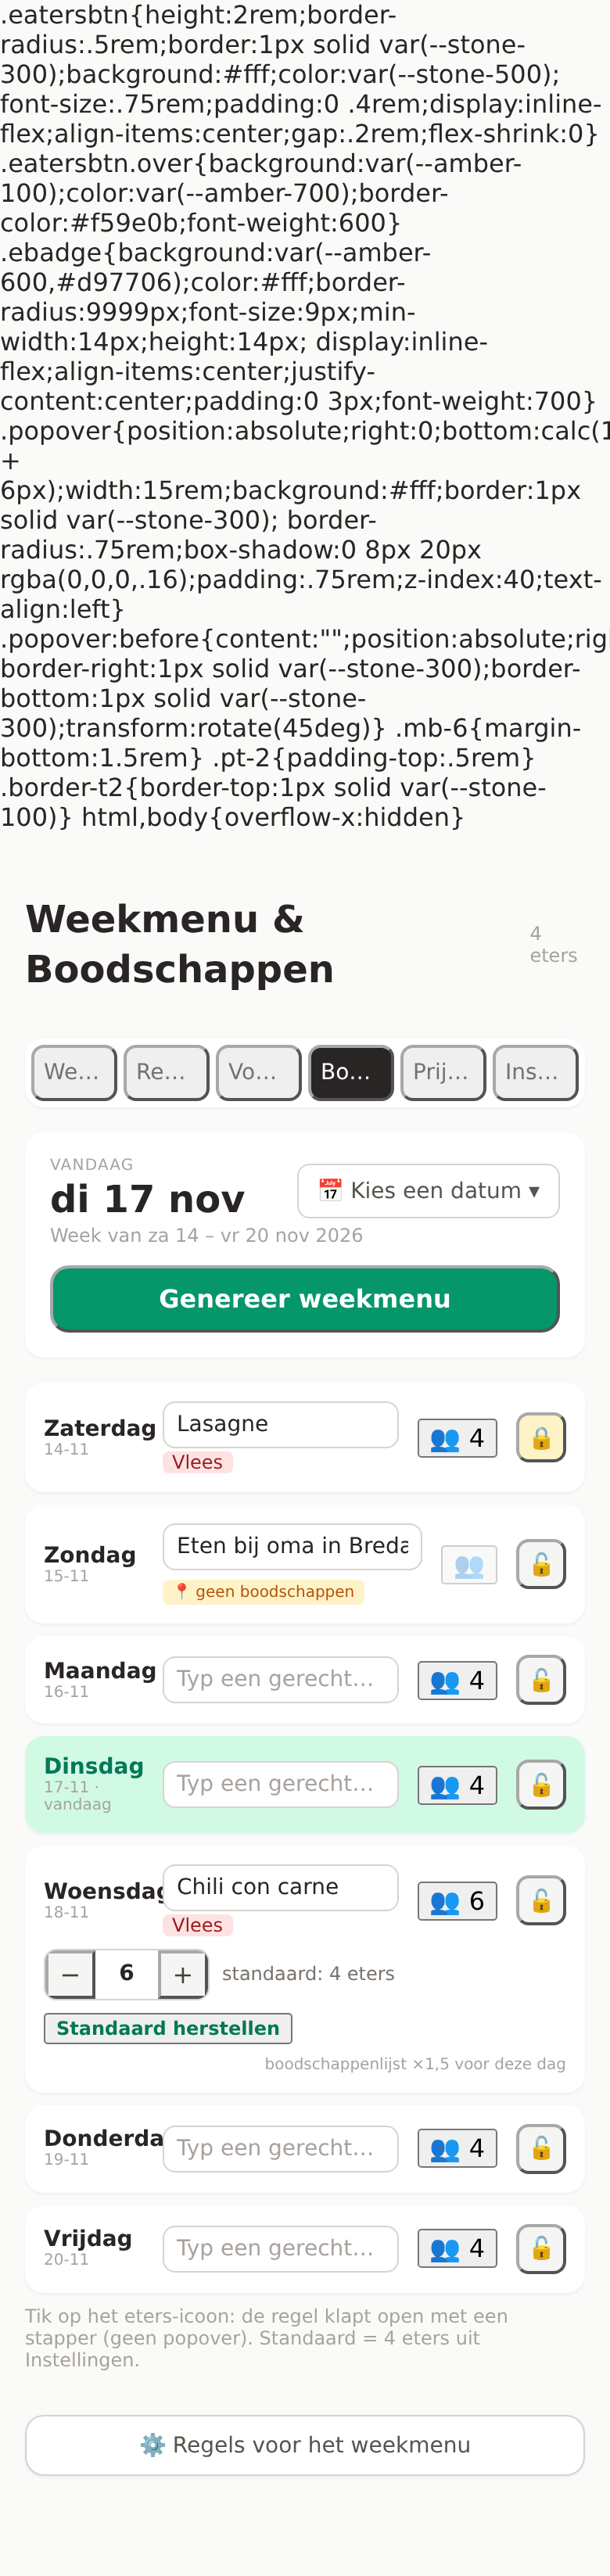 .eatersbtn{height:2rem;border-
radius:.5rem;border:1px solid var(--stone-
300);background:#fff;color:var(--stone-500);
font-size:.75rem;padding:0 .4rem;display:inline-
flex;align-items:center;gap:.2rem;flex-shrink:0}
.eatersbtn.over{background:var(--amber-
100);color:var(--amber-700);border-
color:#f59e0b;font-weight:600}
.ebadge{background:var(--amber-
600,#d97706);color:#fff;border-
radius:9999px;font-size:9px;min-
width:14px;height:14px; display:inline-
flex;align-items:center;justify-
content:center;padding:0 3px;font-weight:700}
.popover{position:absolute;right:0;bottom:calc(1
+
6px);width:15rem;background:#fff;border:1px
solid var(--stone-300); border-
radius:.75rem;box-shadow:0 8px 20px
rgba(0,0,0,.16);padding:.75rem;z-index:40;text-
align:left}
.popover:before{content:"";position:absolute;rig
border-right:1px solid var(--stone-300);border-
bottom:1px solid var(--stone-
300);transform:rotate(45deg)} .mb-6{margin-
bottom:1.5rem} .pt-2{padding-top:.5rem}
.border-t2{border-top:1px solid var(--stone-
100)} html,body{overflow-x:hidden}
Weekmenu &
Boodschappen
4
eters
We… Re… Vo… Bo… Prij… Ins…
VANDAAG
di 17 nov
📅 Kies een datum ▾
Week van za 14 – vr 20 nov 2026
Genereer weekmenu
Zaterdag
14-11
Lasagne
Vlees
👥 4 🔒
Zondag
15-11
Eten bij oma in Breda
📍 geen boodschappen
👥 🔓
Maandag
16-11
Typ een gerecht…
👥 4 🔓
Dinsdag
17-11 ·
vandaag
Typ een gerecht…
👥 4 🔓
Woensdag
18-11
Chili con carne
Vlees
👥 6 🔓
− 6 + standaard: 4 eters
Standaard herstellen
boodschappenlijst ×1,5 voor deze dag
Donderda
19-11
Typ een gerecht…
👥 4 🔓
Vrijdag
20-11
Typ een gerecht…
👥 4 🔓
Tik op het eters-icoon: de regel klapt open met een
stapper (geen popover). Standaard = 4 eters uit
Instellingen.
⚙️ Regels voor het weekmenu